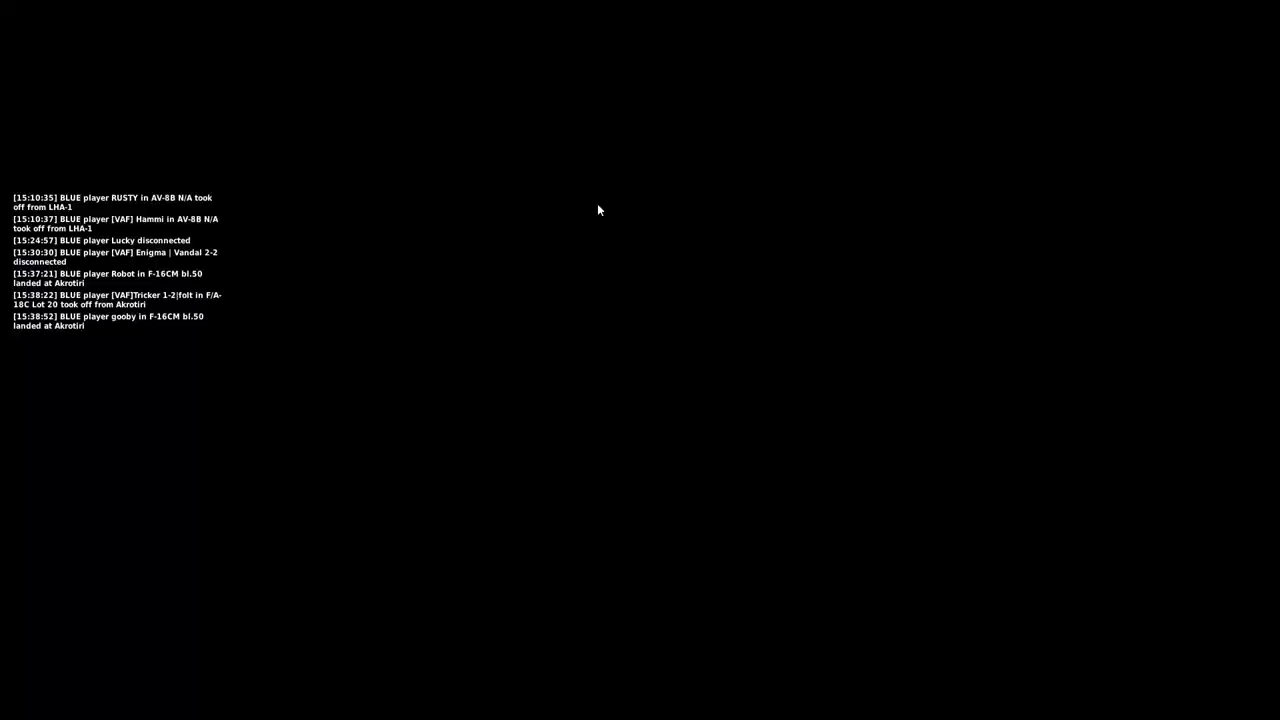 [15:10:35] BLUE player RUSTY in AV-8B N/A took
off from LHA-1
[15:10:37] BLUE player [VAF] Hammi in AV-8B N/A
took off from LHA-1
[15:24:57] BLUE player Lucky disconnected
[15:30:30] BLUE player [VAF] Enigma | Vandal 2-2
disconnected
[15:37:21] BLUE player Robot in F-16CM bl.50
landed at Akrotiri
[15:38:22] BLUE player [VAF]Tricker 1-2|folt in F/A-
18C Lot 20 took off from Akrotiri
[15:38:52] BLUE player gooby in F-16CM bl.50
landed at Akrotiri